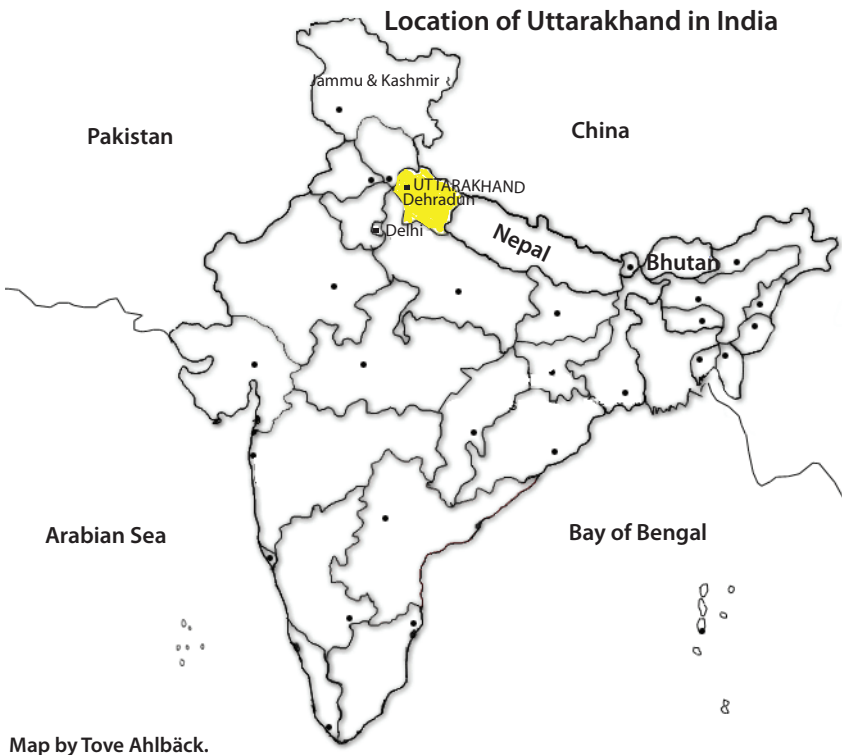 Location of Uttarakhand in India
Jammu & Kashmir
Pakistan
China
UTTARAKHAND
Dehradun
Delhi
Nepal
Bhutan
Arabian Sea
Bay of Bengal
Map by Tove Ahlbäck.